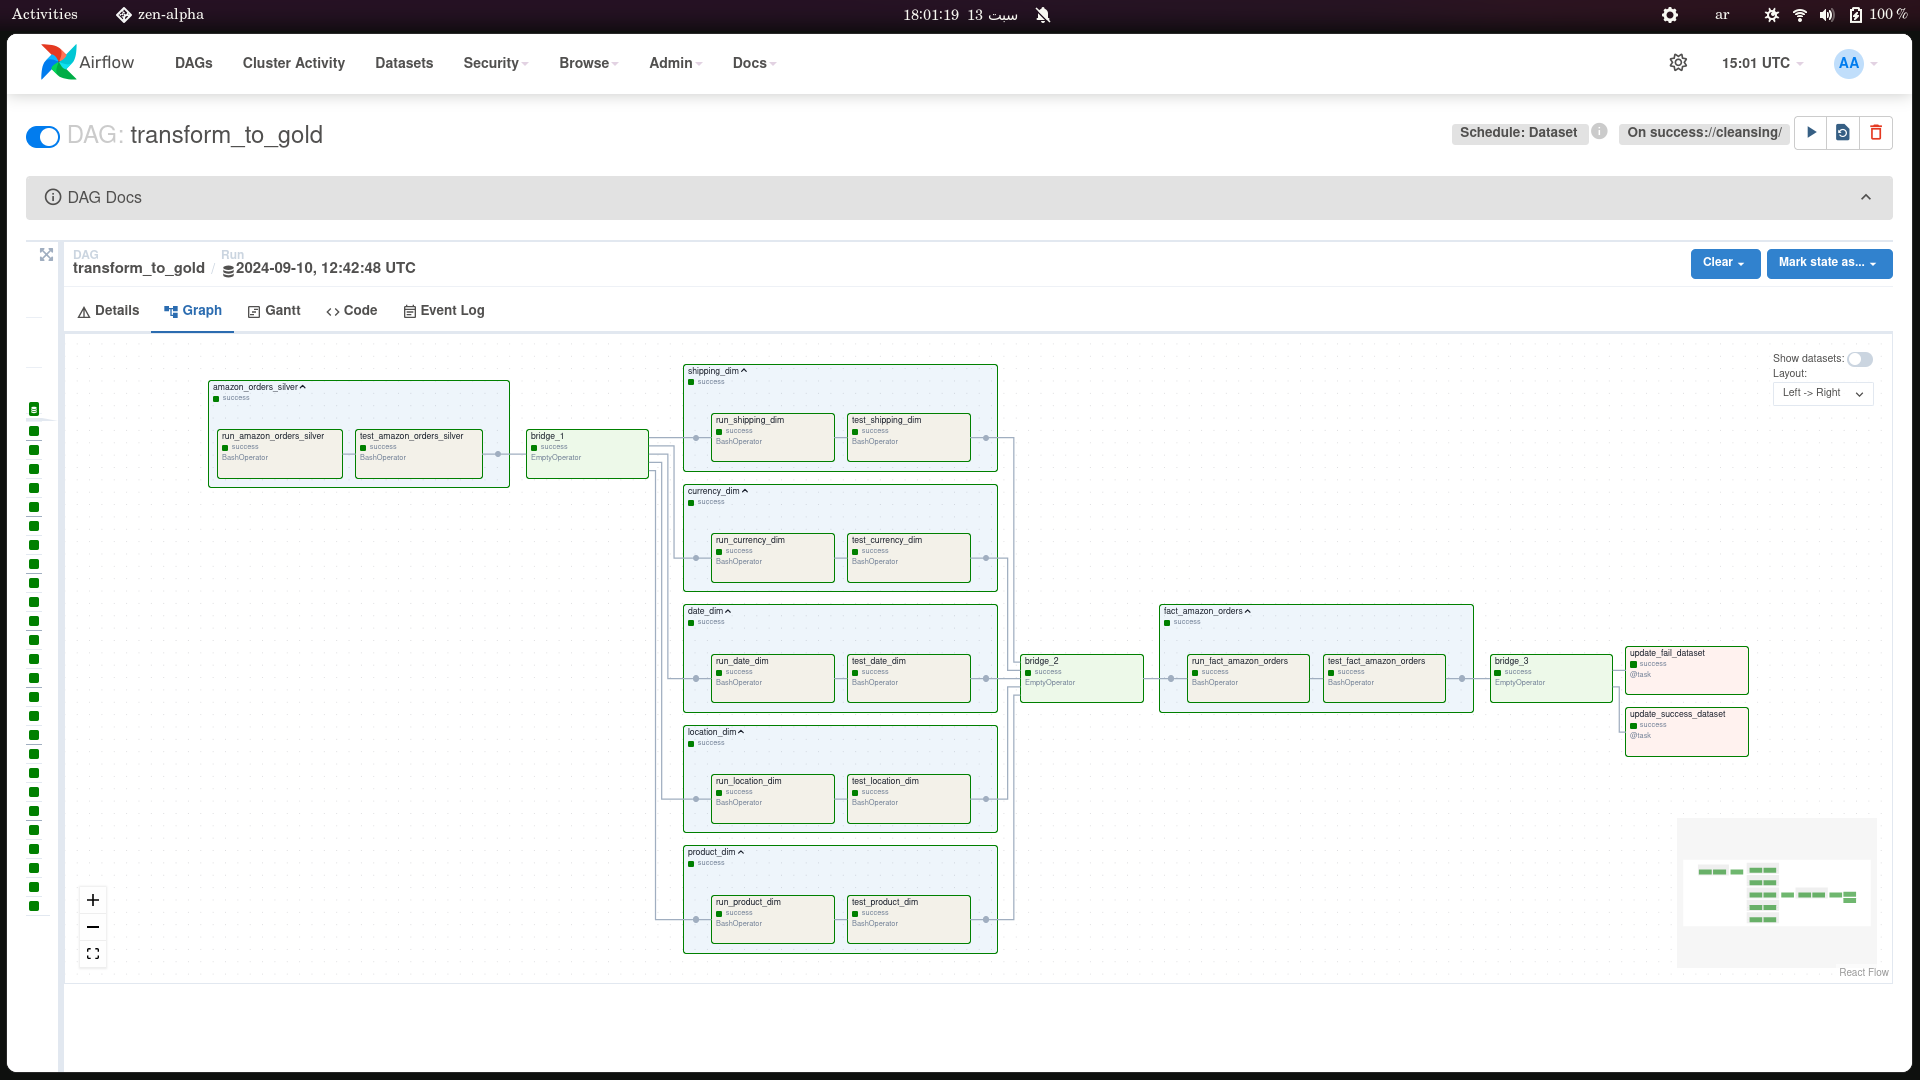 Activities
zen-alpha
18:01:19 13 سبت
ar
100 %
Airflow
DAGs
Cluster Activity
Datasets
Security
Browse
Admin
Docs
15:01 UTC
AA
DAG: transform_to_gold
Schedule: Dataset
On success://cleansing/
DAG Docs
DAG
transform_to_gold
/
Run
2024-09-10, 12:42:48 UTC
Clear
Mark state as...
Details
Graph
Gantt
Code
Event Log
Show datasets:
Layout:
Left -> Right
amazon_orders_silver
success
run_amazon_orders_silver
success
BashOperator
test_amazon_orders_silver
success
BashOperator
bridge_1
success
EmptyOperator
shipping_dim
success
run_shipping_dim
success
BashOperator
test_shipping_dim
success
BashOperator
currency_dim
success
run_currency_dim
success
BashOperator
test_currency_dim
success
BashOperator
date_dim
success
run_date_dim
success
BashOperator
test_date_dim
success
BashOperator
location_dim
success
run_location_dim
success
BashOperator
test_location_dim
success
BashOperator
product_dim
success
run_product_dim
success
BashOperator
test_product_dim
success
BashOperator
bridge_2
success
EmptyOperator
fact_amazon_orders
success
run_fact_amazon_orders
success
BashOperator
test_fact_amazon_orders
success
BashOperator
bridge_3
success
EmptyOperator
update_fail_dataset
success
@task
update_success_dataset
success
@task
React Flow